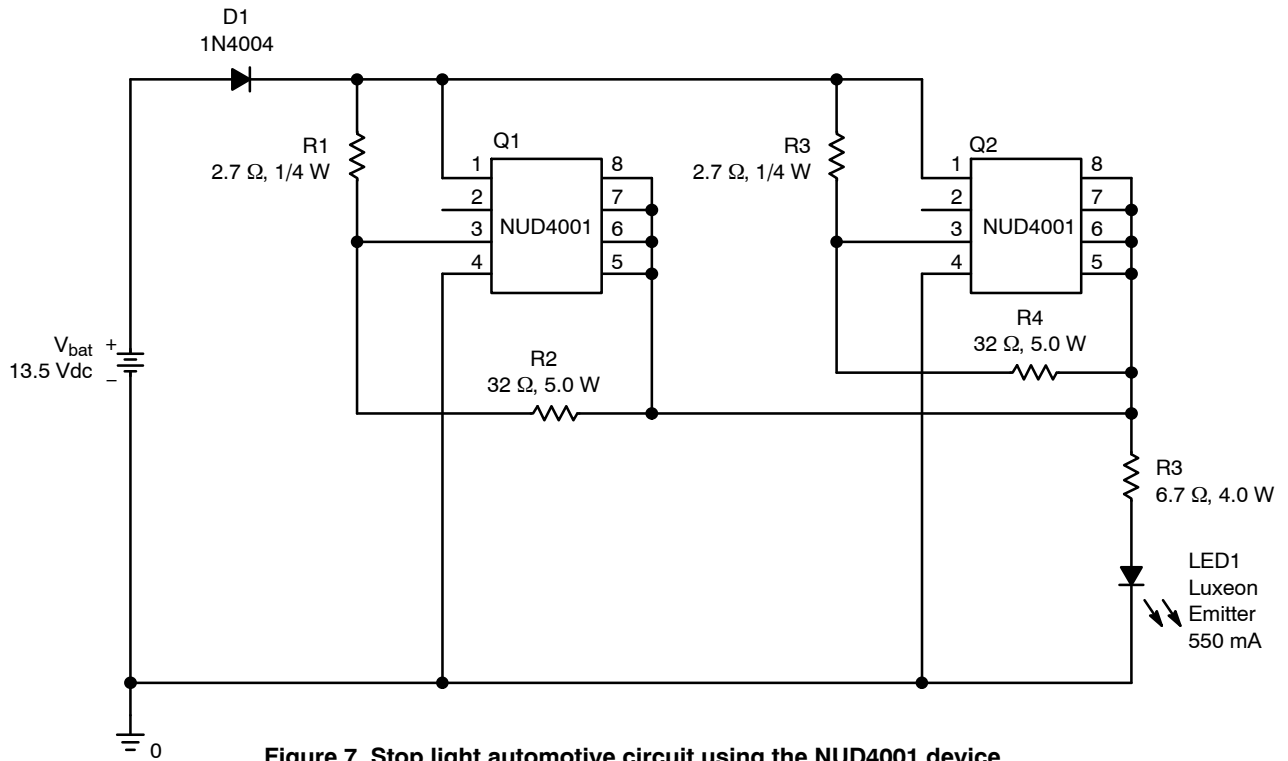 D1
1N4004
R1
2.7 Ω, 1/4 W
Q1
1
2
3
4
NUD4001
8
7
6
5
R3
2.7 Ω, 1/4 W
Q2
1
2
3
4
NUD4001
8
7
6
5
R4
32 Ω, 5.0 W
R2
32 Ω, 5.0 W
Vbat +
13.5 Vdc –
R3
6.7 Ω, 4.0 W
LED1
Luxeon
Emitter
550 mA
0
Figure 7. Stop light automotive circuit using the NUD4001 device